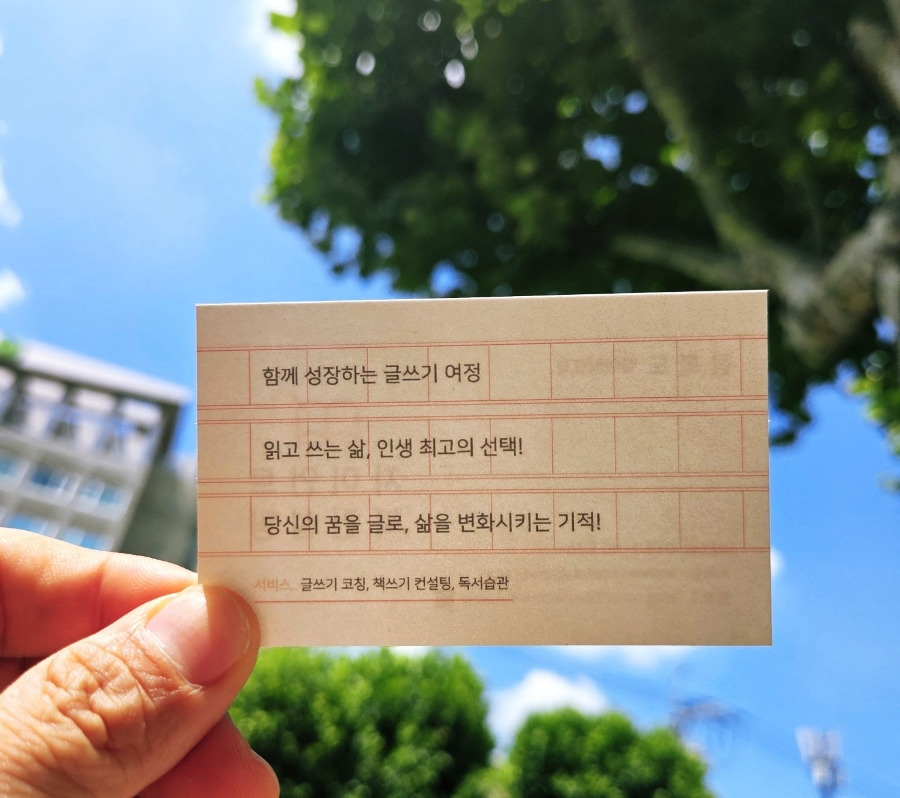 함께 성장하는 글쓰기 여정
읽고 쓰는 삶, 인생 최고의 선택!
당신의 꿈을 글로, 삶을 변화시키는 기적!
서비스 글쓰기 코칭, 책쓰기 컨설팅, 독서습관